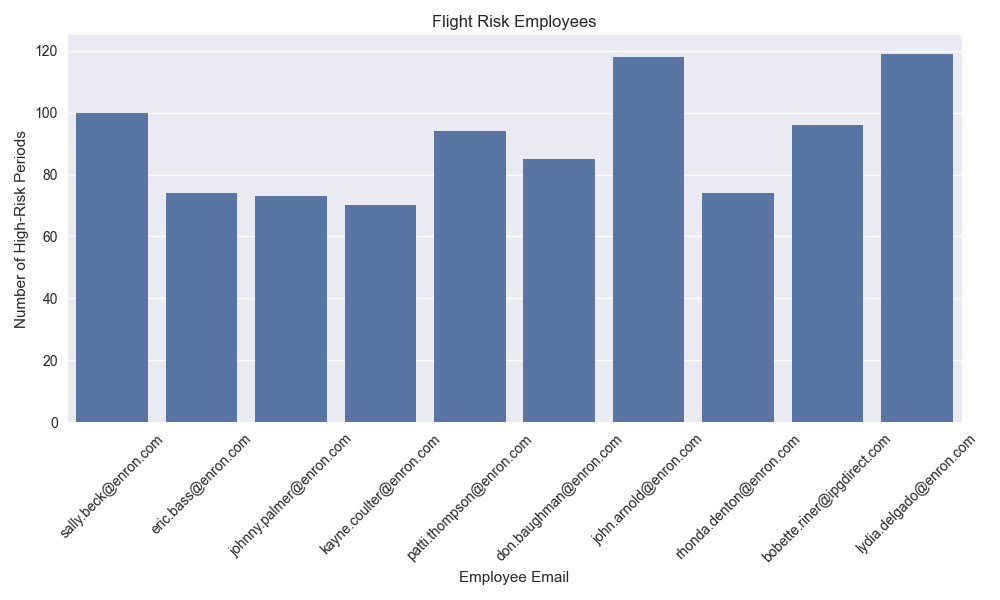 Flight Risk Employees
Number of High-Risk Periods
120
100
80
60
40
20
0
sally.beck@enron.com
eric.bass@enron.com
johnny.palmer@enron.com
kayne.coulter@enron.com
patti.thompson@enron.com
don.baughman@enron.com
john.arnold@enron.com
rhonda.denton@enron.com
bobette.riner@ipgdirect.com
lydia.delgado@enron.com
Employee Email